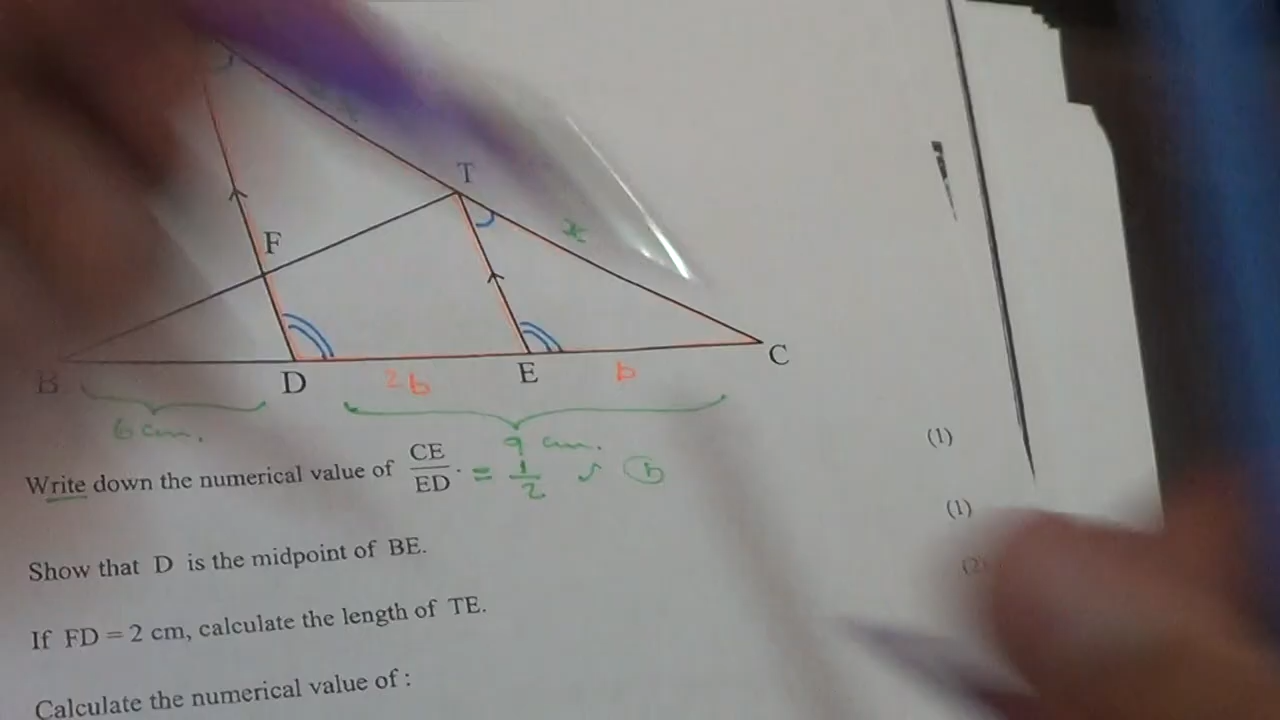 T
x
F
B
D
2b
E
b
C
6 cm.
9 cm.
(1)
Write down the numerical value of CE/ED. = 1/2 ✓ (1)
(1)
Show that D is the midpoint of BE.
(2)
If FD = 2 cm, calculate the length of TE.
Calculate the numerical value of :